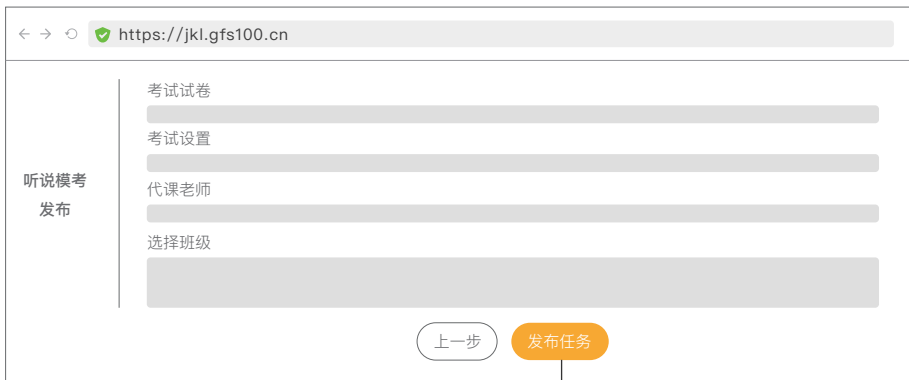 https://jkl.gfs100.cn
考试试卷
考试设置
听说模考
发布
代课老师
选择班级
上一步
发布任务